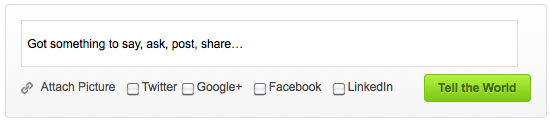 Got something to say, ask, post, share…
Attach Picture Twitter Google+ Facebook LinkedIn Tell the World